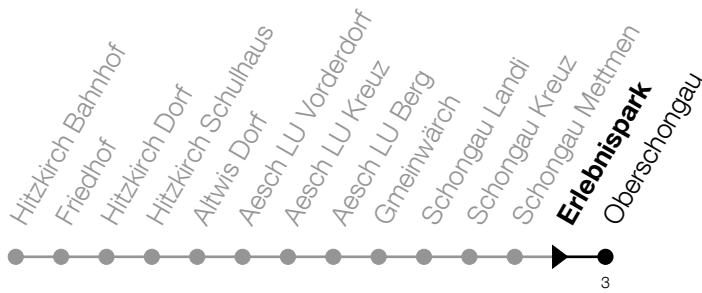 Hitzkirch Bahnhof
Friedhof
Hitzkirch Dorf
Hitzkirch Schulhaus
Altwis Dorf
Aesch LU Vorderdorf
Aesch LU Kreuz
Aesch LU Berg
Gmeinwärch
Schongau Landi
Schongau Kreuz
Schongau Mettmen
Erlebnispark
Oberschongau
3